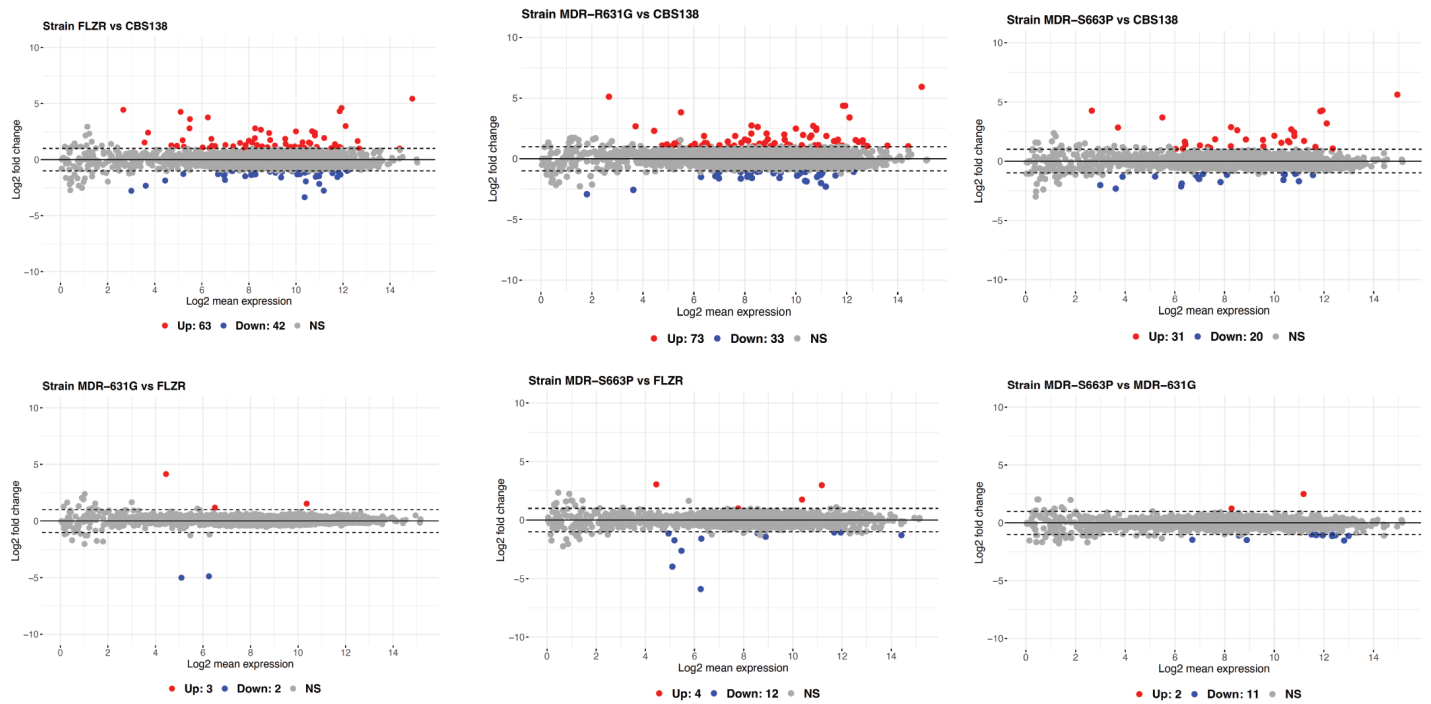 Strain FLZR vs CBS138
10
5
0
−5
−10
Log2 fold change
0 2 4 6 8 10 12 14
Log2 mean expression
Up: 63 Down: 42 NS
Strain MDR−R631G vs CBS138
10
5
0
−5
−10
Log2 fold change
0 2 4 6 8 10 12 14
Log2 mean expression
Up: 73 Down: 33 NS
Strain MDR−S663P vs CBS138
10
5
0
−5
−10
Log2 fold change
0 2 4 6 8 10 12 14
Log2 mean expression
Up: 31 Down: 20 NS
Strain MDR−631G vs FLZR
10
5
0
−5
−10
Log2 fold change
0 2 4 6 8 10 12 14
Log2 mean expression
Up: 3 Down: 2 NS
Strain MDR−S663P vs FLZR
10
5
0
−5
−10
Log2 fold change
0 2 4 6 8 10 12 14
Log2 mean expression
Up: 4 Down: 12 NS
Strain MDR−S663P vs MDR−631G
10
5
0
−5
−10
Log2 fold change
0 2 4 6 8 10 12 14
Log2 mean expression
Up: 2 Down: 11 NS